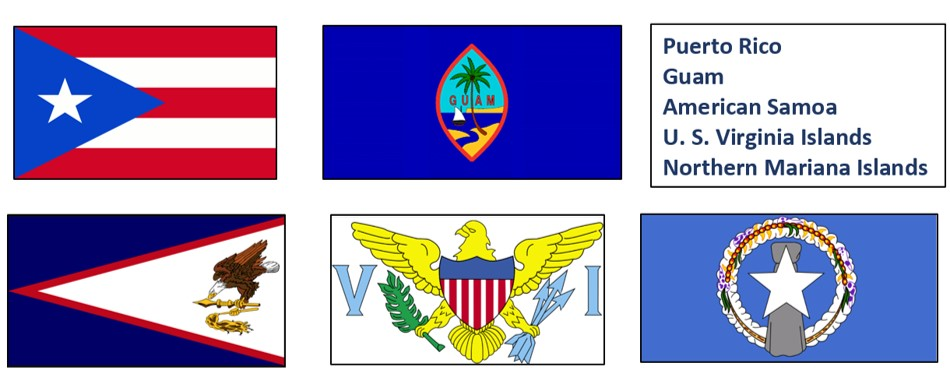 GUAM
Puerto Rico
Guam
American Samoa
U. S. Virginia Islands
Northern Mariana Islands
V I